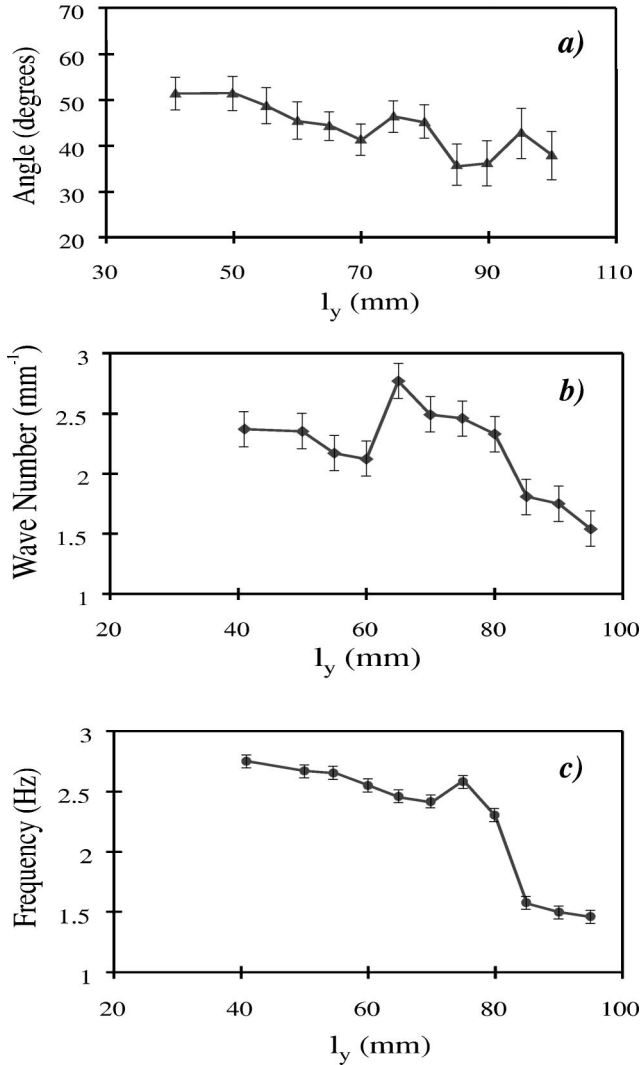 70
60
50
40
30
20
Angle (degrees)
a)
30 50 70 90 110
l_y (mm)
3
2.5
2
1.5
1
Wave Number (mm^-1)
b)
20 40 60 80 100
l_y (mm)
3
2.5
2
1.5
1
Frequency (Hz)
c)
20 40 60 80 100
l_y (mm)